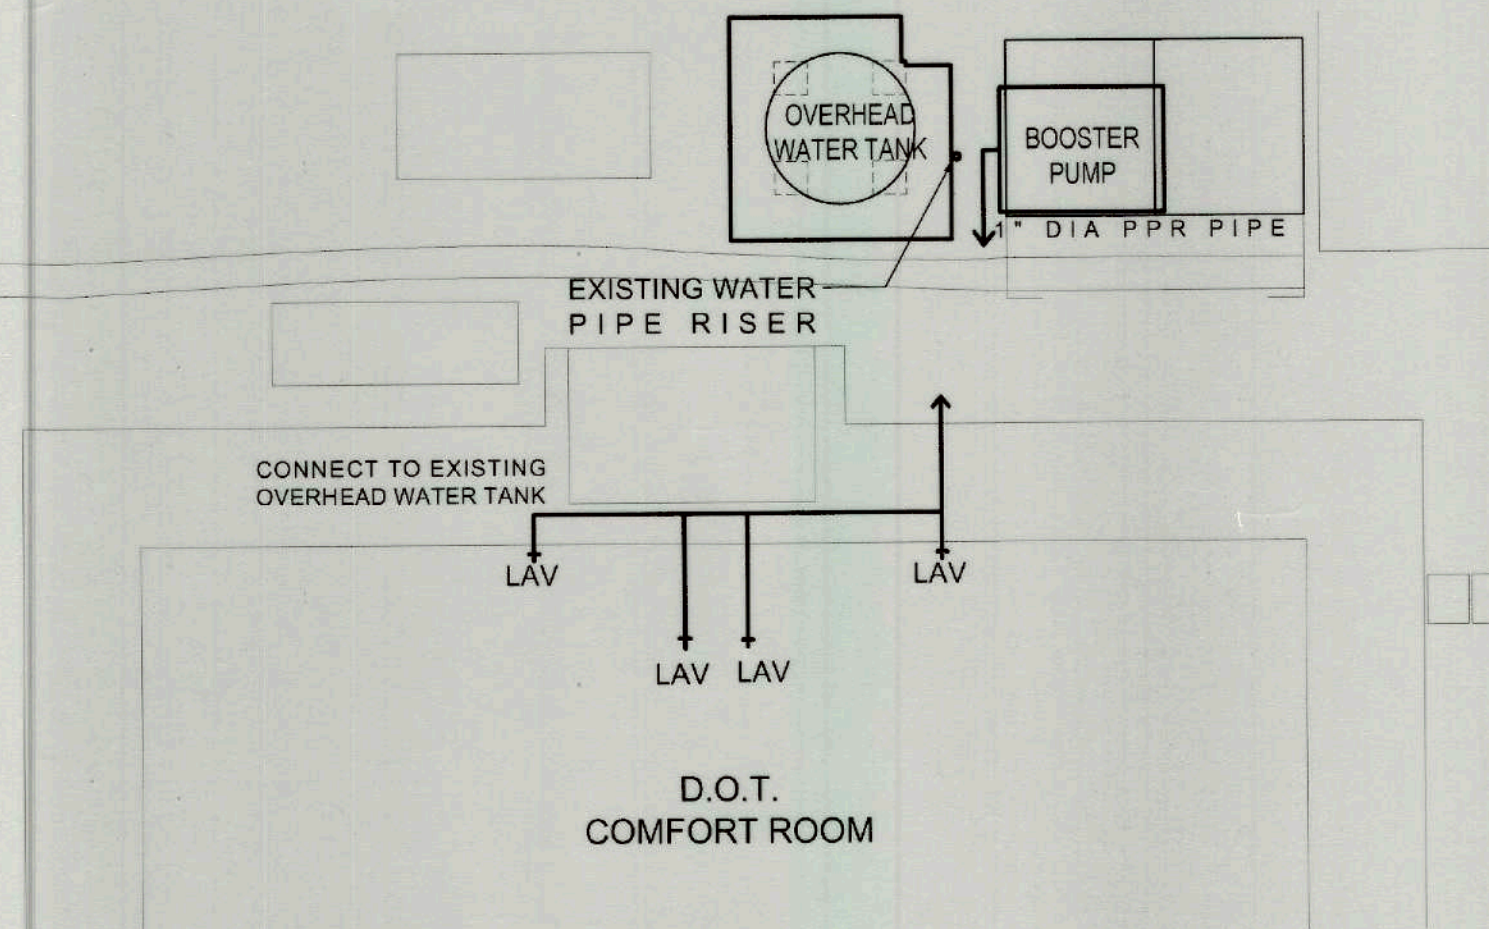 OVERHEAD
WATER TANK
BOOSTER
PUMP
1" DIA PPR PIPE
EXISTING WATER
PIPE RISER
CONNECT TO EXISTING
OVERHEAD WATER TANK
LAV
LAV
LAV
LAV
D.O.T.
COMFORT ROOM